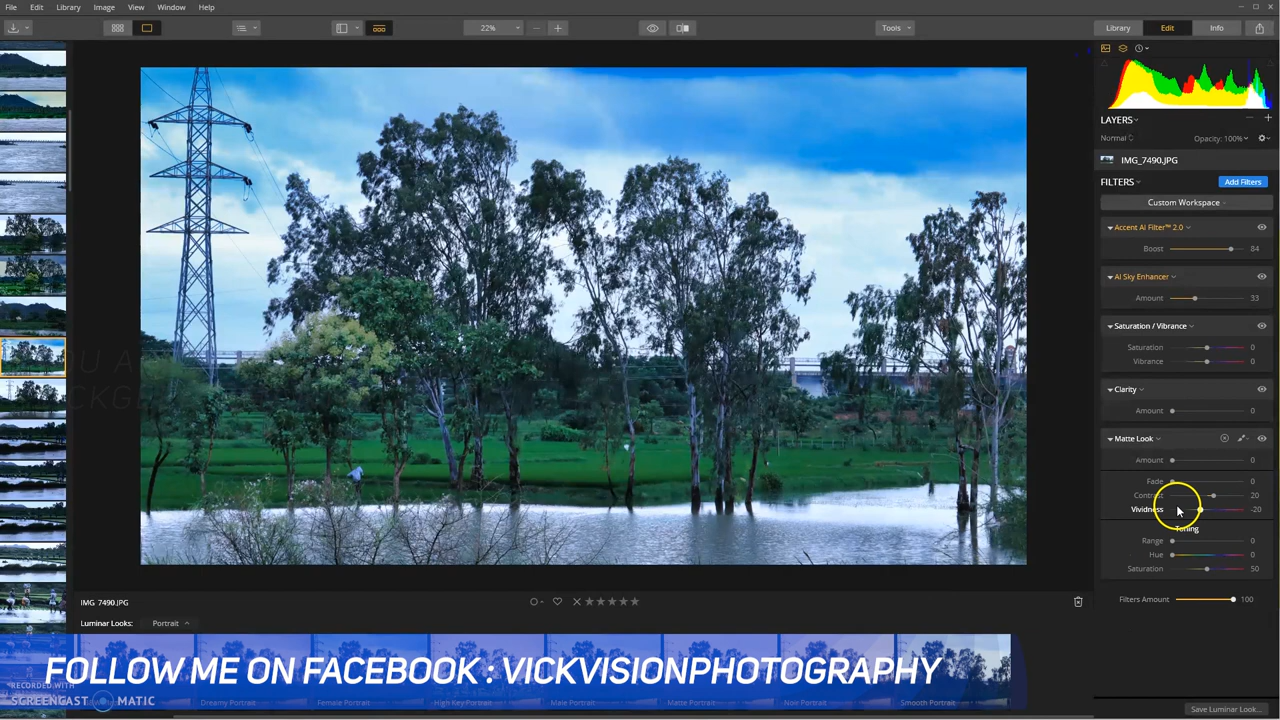 File Edit Library Image View Window Help
22%
Tools
Library Edit Info
LAYERS
Normal Opacity: 100%
IMG_7490.JPG
FILTERS
Add Filters
Custom Workspace
Accent AI Filter™ 2.0
Boost 84
AI Sky Enhancer
Amount 33
Saturation / Vibrance
Saturation 0
Vibrance 0
Clarity
Amount 0
Matte Look
Amount 0
Fade 0
Contrast 20
Vividness -20
Toning
Range 0
Hue 0
Saturation 50
Filters Amount 100
IMG_7490.JPG
Luminar Looks: Portrait
FOLLOW ME ON FACEBOOK : VICKVISIONPHOTOGRAPHY
RECORDED WITH
SCREENCAST MATIC
Dreamy Portrait Female Portrait High Key Portrait Male Portrait Matte Portrait Noir Portrait Smooth Portrait
Save Luminar Look...